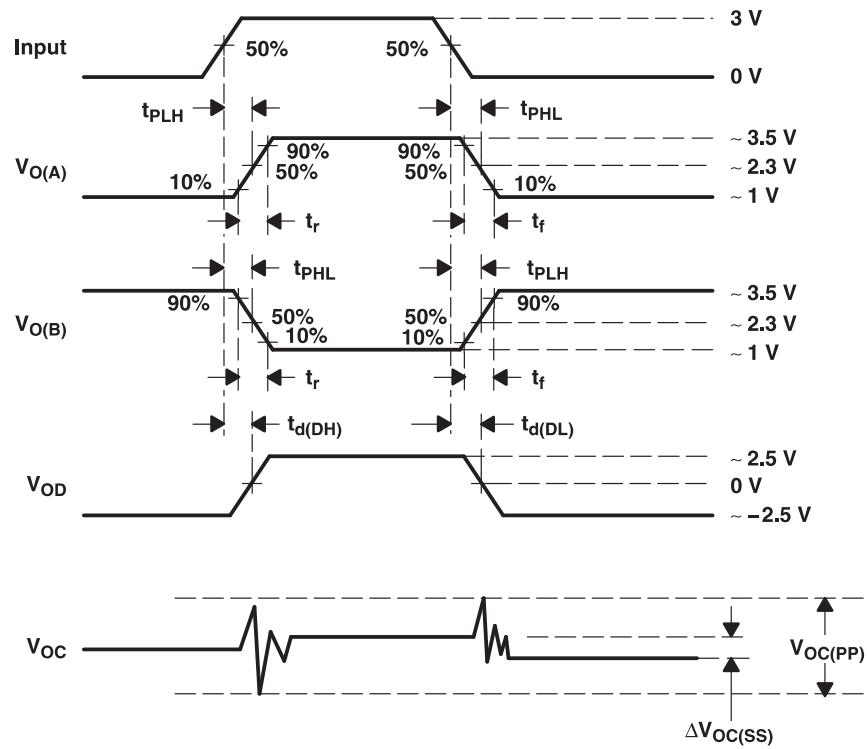 3 V
Input
50%
50%
0 V
tPLH
tPHL
~ 3.5 V
90%
90%
VO(A)
50%
50%
~ 2.3 V
10%
10%
~ 1 V
tr
tf
tPHL
tPLH
90%
90%
~ 3.5 V
VO(B)
50%
50%
~ 2.3 V
10%
10%
~ 1 V
tr
tf
td(DH)
td(DL)
~ 2.5 V
VOD
0 V
~ −2.5 V
VOC
VOC(PP)
ΔVOC(SS)